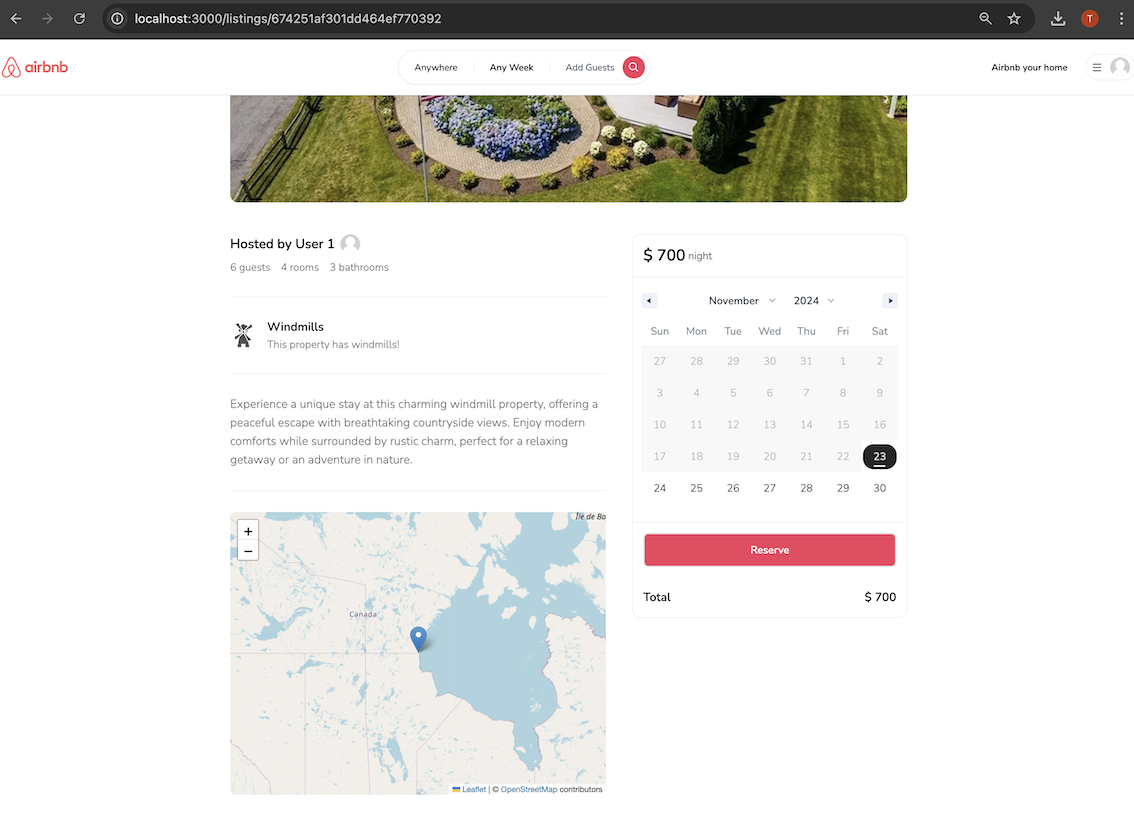 localhost:3000/listings/674251af301dd464ef770392
T
airbnb
Anywhere
Any Week
Add Guests
Airbnb your home
Hosted by User 1
6 guests 4 rooms 3 bathrooms
Windmills
This property has windmills!
Experience a unique stay at this charming windmill property, offering a
peaceful escape with breathtaking countryside views. Enjoy modern
comforts while surrounded by rustic charm, perfect for a relaxing
getaway or an adventure in nature.
+
−
Île de Ba
Canada
Leaflet | © OpenStreetMap contributors
$ 700 night
November 2024
Sun Mon Tue Wed Thu Fri Sat
27 28 29 30 31 1 2
3 4 5 6 7 8 9
10 11 12 13 14 15 16
17 18 19 20 21 22 23
24 25 26 27 28 29 30
Reserve
Total $ 700